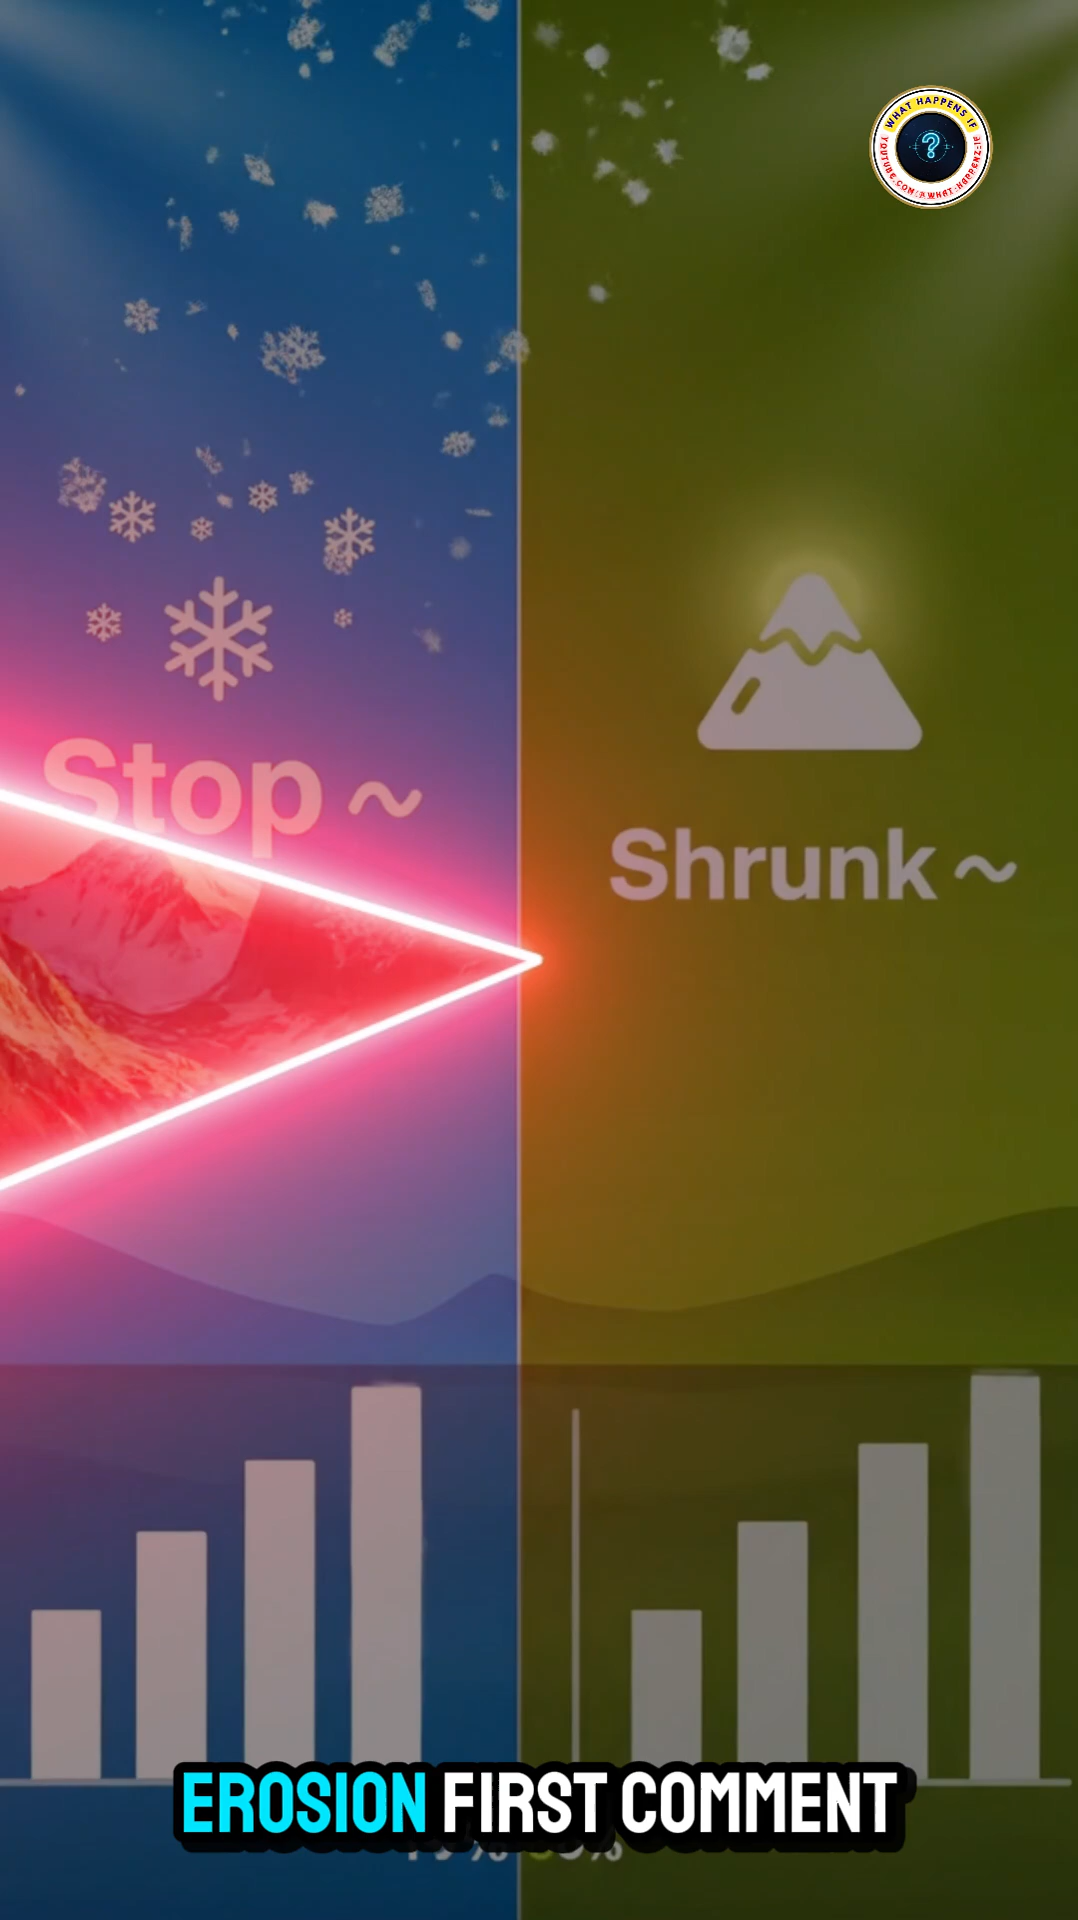 WHAT HAPPENS IF
Stop ~
Shrunk ~
EROSION FIRST COMMENT